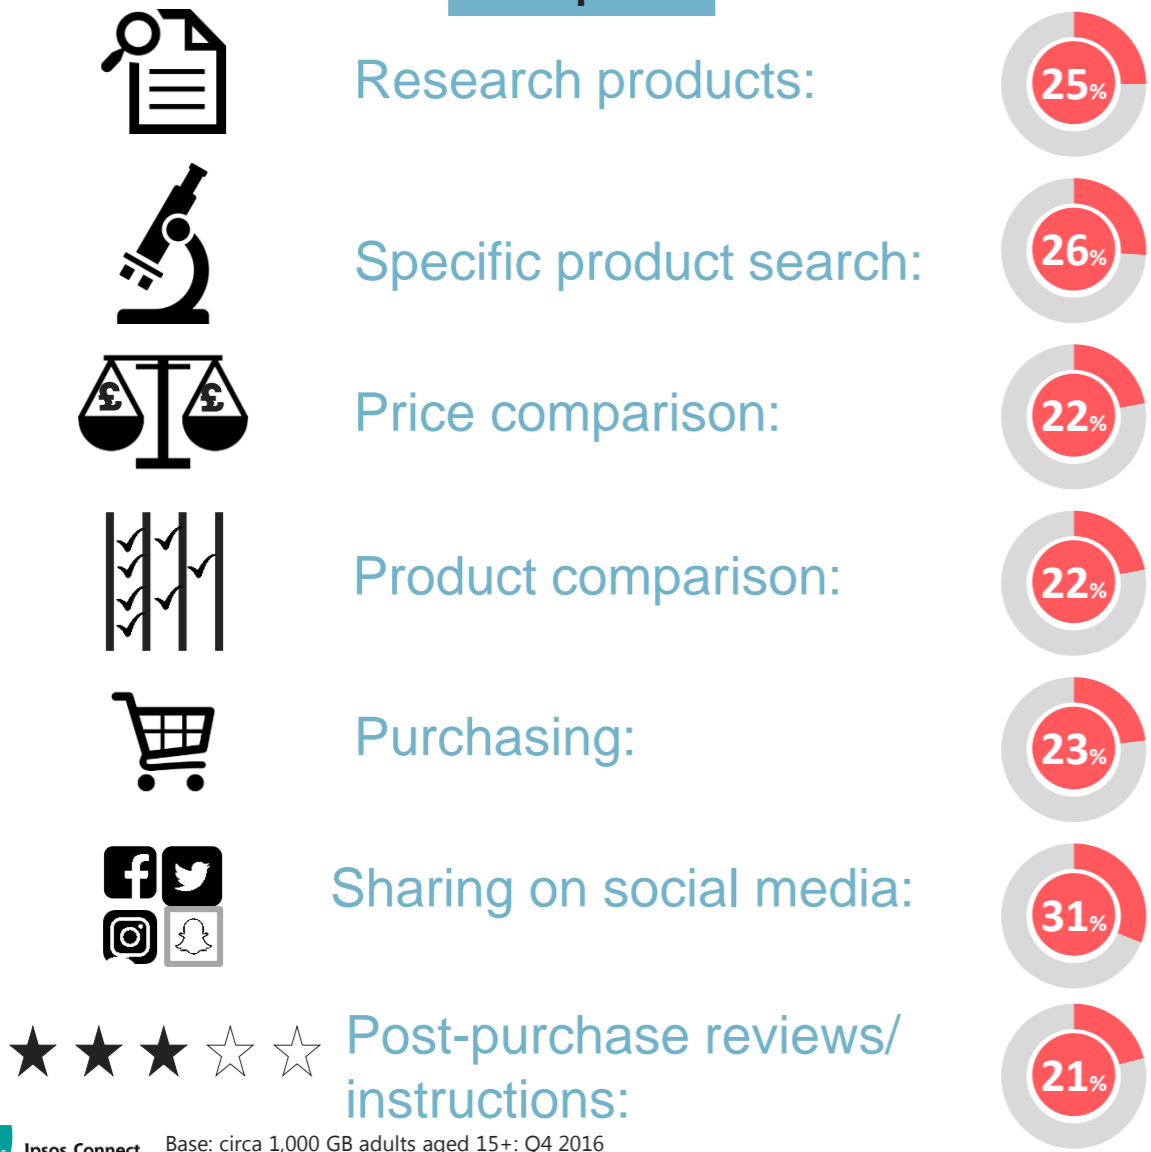 Research products:
25%
Specific product search:
26%
£ £
Price comparison:
22%
Product comparison:
22%
Purchasing:
23%
Sharing on social media:
31%
Post-purchase reviews/
instructions:
21%
Ipsos Connect
Base: circa 1,000 GB adults aged 15+: Q4 2016